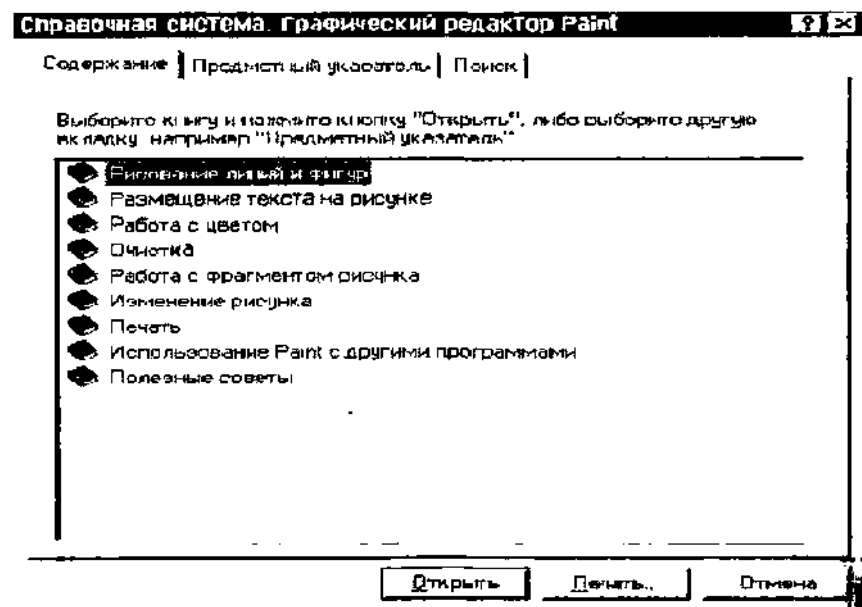 Справочная система. Графический редактор Paint
Содержание Предметный указатель Поиск
Выберите книгу и нажмите кнопку "Открыть", либо выберите другую
вкладку, например "Предметный указатель"
Рисование линий и фигур
Размещение текста на рисунке
Работа с цветом
Очистка
Работа с фрагментом рисунка
Изменение рисунка
Печать
Использование Paint с другими программами
Полезные советы
Открыть Печать... Отмена